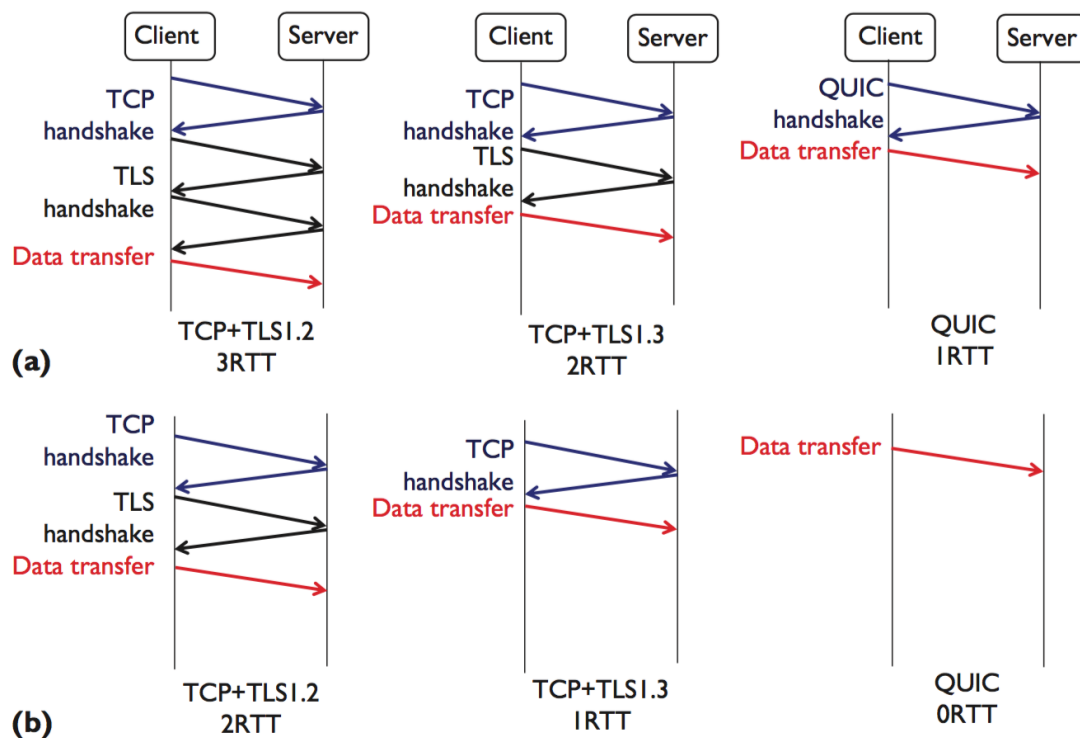 Client Server
TCP
handshake
TLS
handshake
Data transfer
TCP+TLS1.2
3RTT
Client Server
TCP
handshake
TLS
handshake
Data transfer
TCP+TLS1.3
2RTT
Client Server
QUIC
handshake
Data transfer
QUIC
1RTT
(a)
TCP
handshake
TLS
handshake
Data transfer
TCP+TLS1.2
2RTT
TCP
handshake
Data transfer
TCP+TLS1.3
1RTT
Data transfer
QUIC
0RTT
(b)